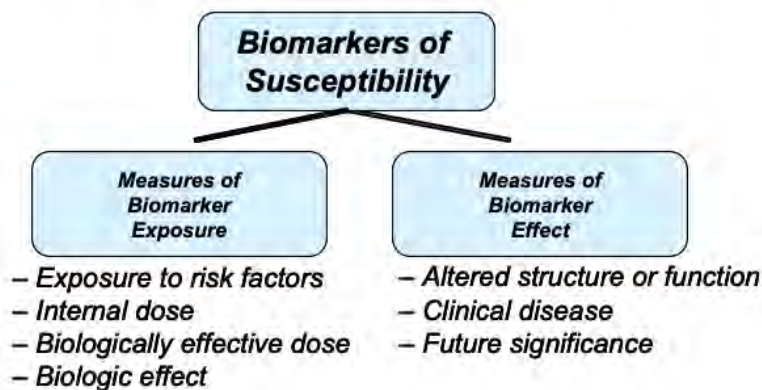 Biomarkers of
Susceptibility
Measures of
Biomarker
Exposure
– Exposure to risk factors
– Internal dose
– Biologically effective dose
– Biologic effect
Measures of
Biomarker
Effect
– Altered structure or function
– Clinical disease
– Future significance